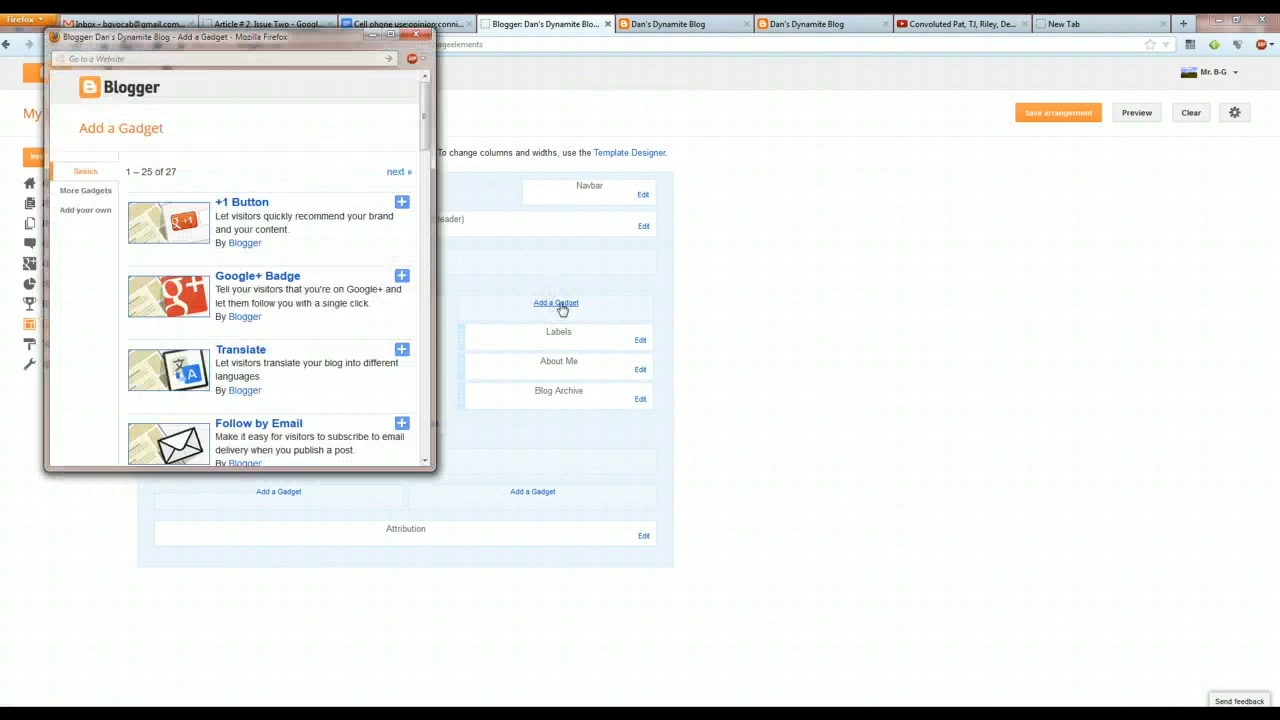 Firefox
Inbox - bgvocab@gmail.com...
Article # 2, Issue Two - Googl...
Cell phone use:opinion;conni...
Blogger: Dan's Dynamite Blo...
Dan's Dynamite Blog
Dan's Dynamite Blog
Convoluted Pat, TJ, Riley, De...
New Tab
Blogger: Dan's Dynamite Blog - Add a Gadget - Mozilla Firefox
ageelements
Go to a Website
Blogger
Mr. B-G
My
Add a Gadget
Save arrangement
Preview
Clear
To change columns and widths, use the Template Designer.
Basics
More Gadgets
Add your own
1 – 25 of 27
next »
+1 Button
Let visitors quickly recommend your brand
and your content.
By Blogger
Google+ Badge
Tell your visitors that you're on Google+ and
let them follow you with a single click.
By Blogger
Translate
Let visitors translate your blog into different
languages.
By Blogger
Follow by Email
Make it easy for visitors to subscribe to email
delivery when you publish a post.
By Blogger
Navbar
Edit
eader)
Edit
Add a Gadget
Labels
Edit
About Me
Edit
Blog Archive
Edit
Add a Gadget
Add a Gadget
Attribution
Edit
Send feedback